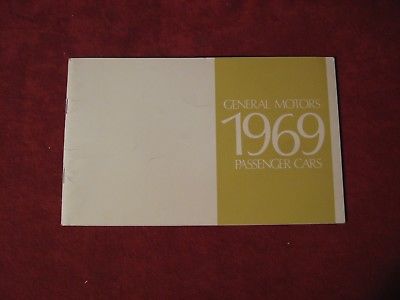 GENERAL MOTORS
1969
PASSENGER CARS